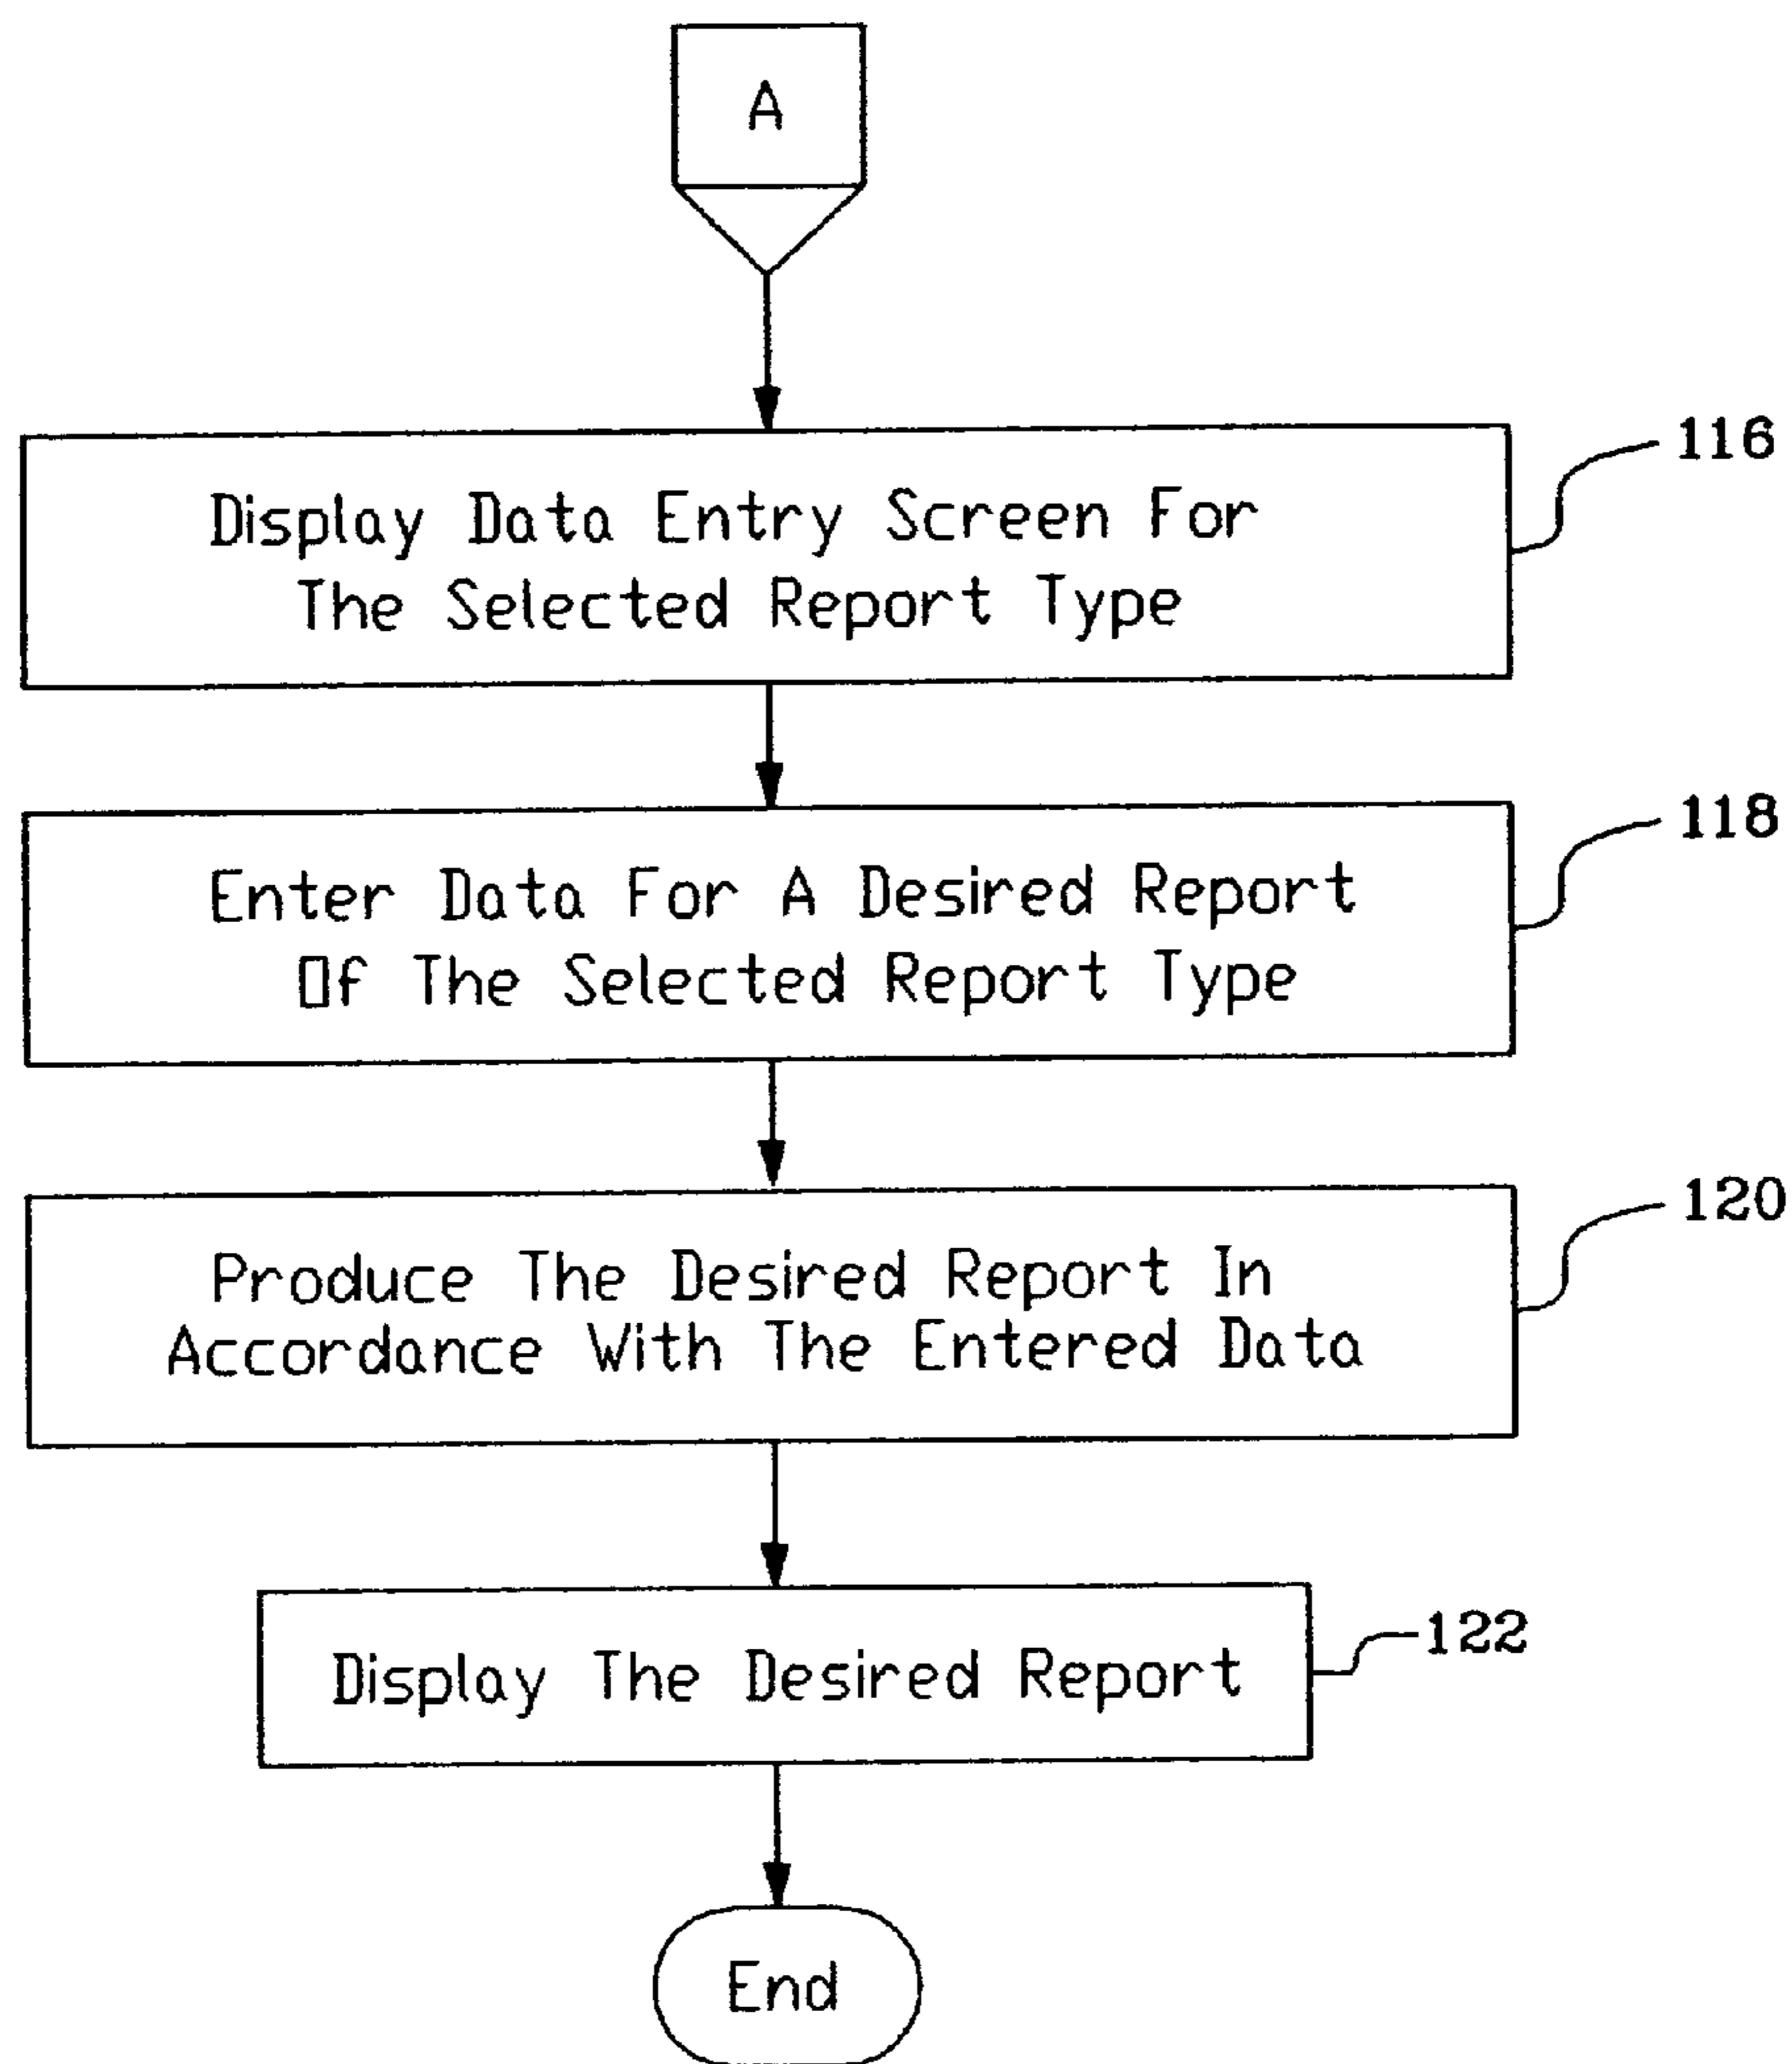 A
116
Display Data Entry Screen For
The Selected Report Type
118
Enter Data For A Desired Report
Of The Selected Report Type
120
Produce The Desired Report In
Accordance With The Entered Data
122
Display The Desired Report
End